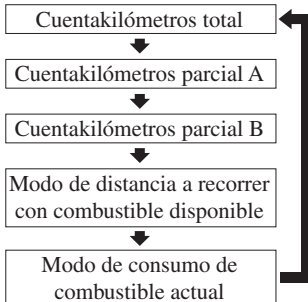 Cuentakilómetros total
Cuentakilómetros parcial A
Cuentakilómetros parcial B
Modo de distancia a recorrer
con combustible disponible
Modo de consumo de
combustible actual